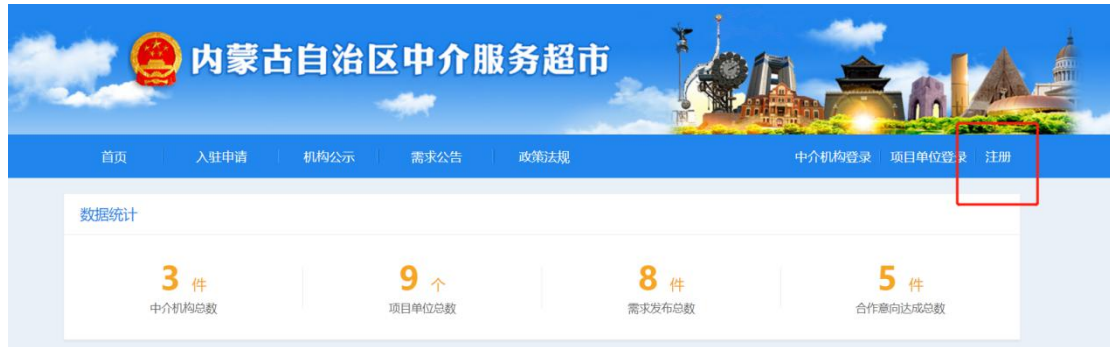 内蒙古自治区中介服务超市
首页 入驻申请 机构公示 需求公告 政策法规 中介机构登录 项目单位登录 注册
数据统计
3 件 9 个 8 件 5 件
中介机构总数 项目单位总数 需求发布总数 合作意向达成总数